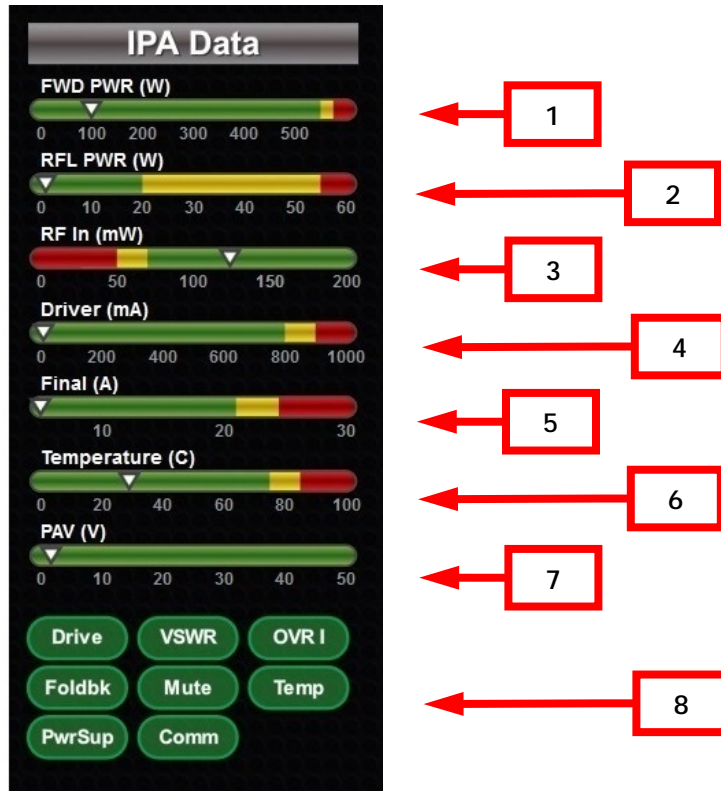 IPA Data
FWD PWR (W)
0 100 200 300 400 500
1
RFL PWR (W)
0 10 20 30 40 50 60
2
RF In (mW)
0 50 100 150 200
3
Driver (mA)
0 200 400 600 800 1000
4
Final (A)
10 20 30
5
Temperature (C)
0 20 40 60 80 100
6
PAV (V)
0 10 20 30 40 50
7
Drive VSWR OVR I
Foldbk Mute Temp
8
PwrSup Comm